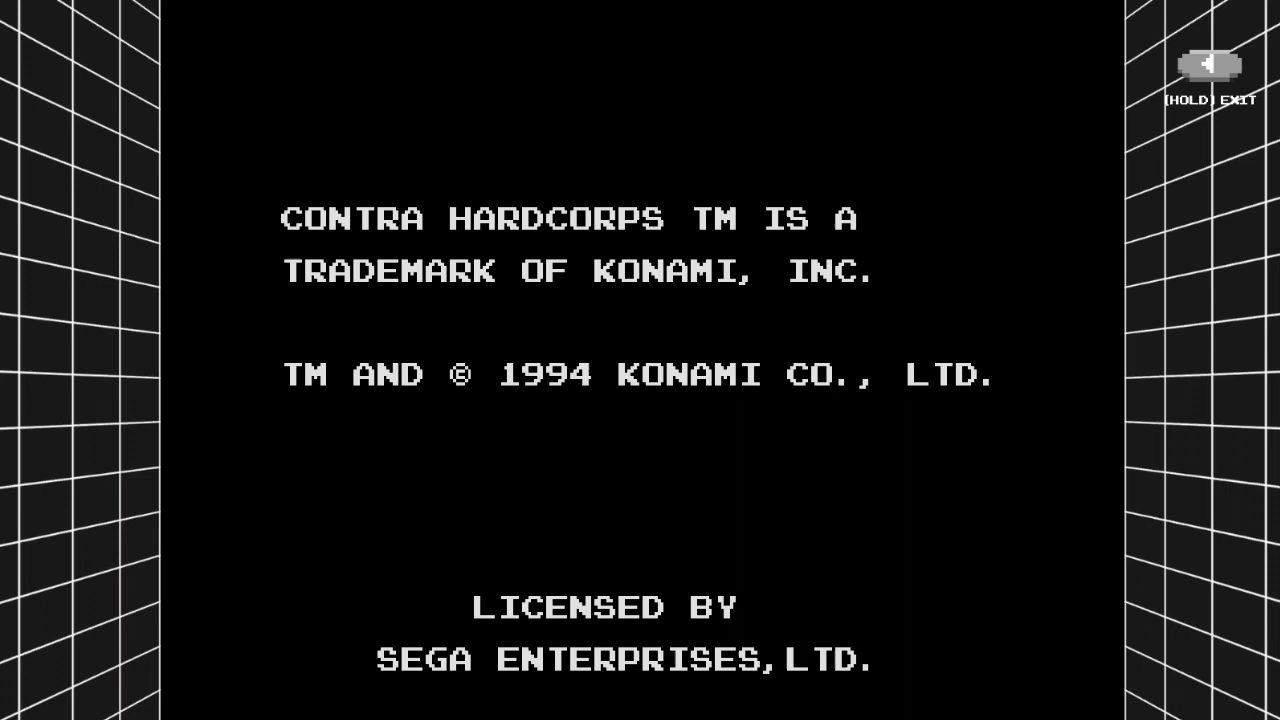 (HOLD) EXIT
CONTRA HARDCORPS TM IS A
TRADEMARK OF KONAMI, INC.
TM AND © 1994 KONAMI CO., LTD.
LICENSED BY
SEGA ENTERPRISES,LTD.